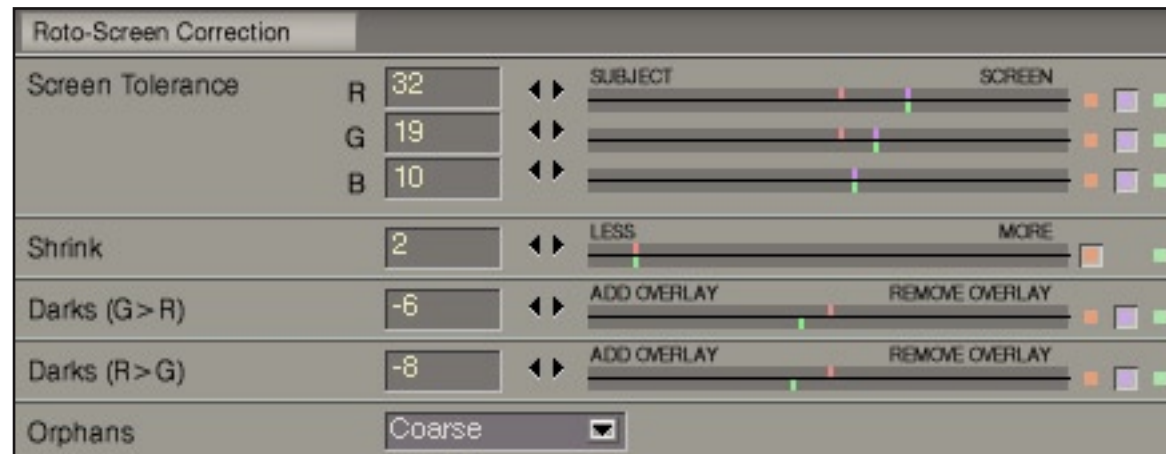 Roto-Screen Correction
Screen Tolerance R 32 SUBJECT SCREEN
G 19
B 10
Shrink 2 LESS MORE
Darks (G>R) -6 ADD OVERLAY REMOVE OVERLAY
Darks (R>G) -8 ADD OVERLAY REMOVE OVERLAY
Orphans Coarse